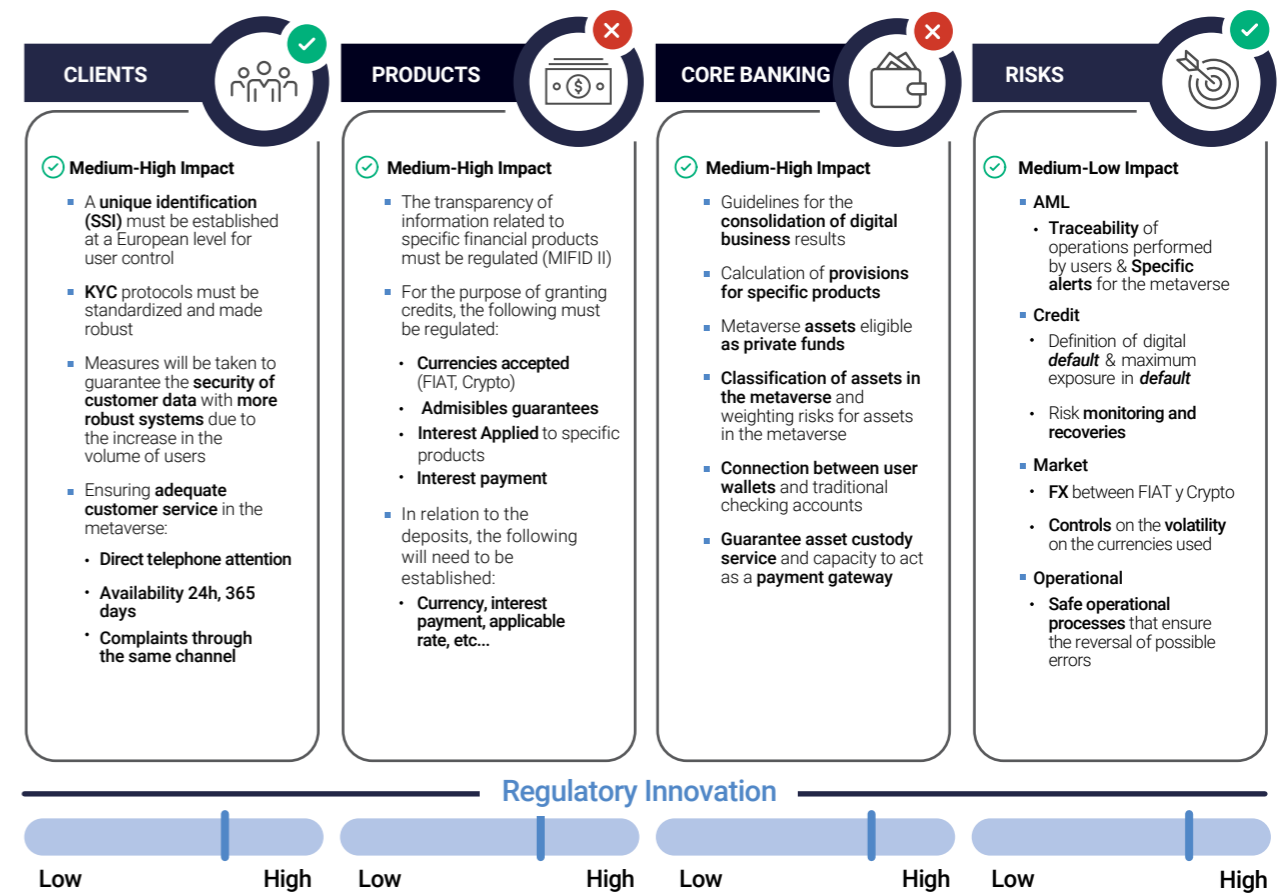 CLIENTS
Medium-High Impact
A unique identification
(SSI) must be established
at a European level for
user control
KYC protocols must be
standardized and made
robust
Measures will be taken to
guarantee the security of
customer data with more
robust systems due to
the increase in the
volume of users
Ensuring adequate
customer service in the
metaverse:
Direct telephone attention
Availability 24h, 365
days
Complaints through
the same channel
PRODUCTS
Medium-High Impact
The transparency of
information related to
specific financial products
must be regulated (MIFID II)
For the purpose of granting
credits, the following must
be regulated:
Currencies accepted
(FIAT, Crypto)
Admisibles guarantees
Interest Applied to specific
products
Interest payment
In relation to the
deposits, the following
will need to be
established:
Currency, interest
payment, applicable
rate, etc...
CORE BANKING
Medium-High Impact
Guidelines for the
consolidation of digital
business results
Calculation of provisions
for specific products
Metaverse assets eligible
as private funds
Classification of assets in
the metaverse and
weighting risks for assets
in the metaverse
Connection between user
wallets and traditional
checking accounts
Guarantee asset custody
service and capacity to act
as a payment gateway
RISKS
Medium-Low Impact
AML
Traceability of
operations performed
by users & Specific
alerts for the metaverse
Credit
Definition of digital
default & maximum
exposure in default
Risk monitoring and
recoveries
Market
FX between FIAT y Crypto
Controls on the volatility
on the currencies used
Operational
Safe operational
processes that ensure
the reversal of possible
errors
Regulatory Innovation
Low High Low High Low High Low High